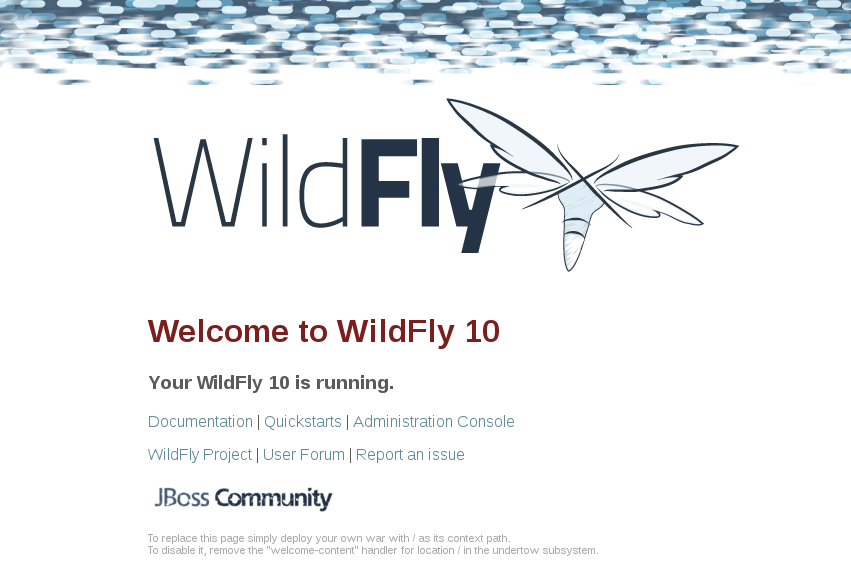 WildFly
Welcome to WildFly 10
Your WildFly 10 is running.
Documentation | Quickstarts | Administration Console
WildFly Project | User Forum | Report an issue
JBoss Community
To replace this page simply deploy your own war with / as its context path.
To disable it, remove the "welcome-content" handler for location / in the undertow subsystem.